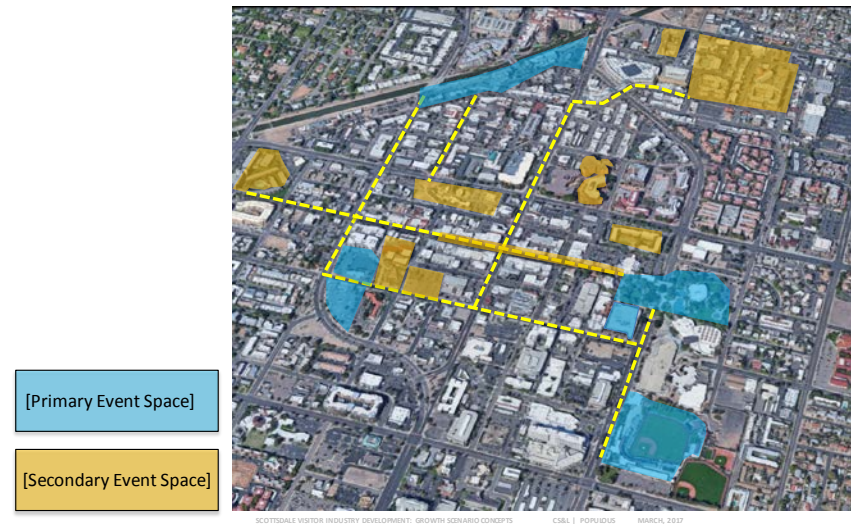 [Primary Event Space]
[Secondary Event Space]
SCOTTSDALE VISITOR INDUSTRY DEVELOPMENT: GROWTH SCENARIO CONCEPTS CS&L | POPULOUS MARCH, 2017